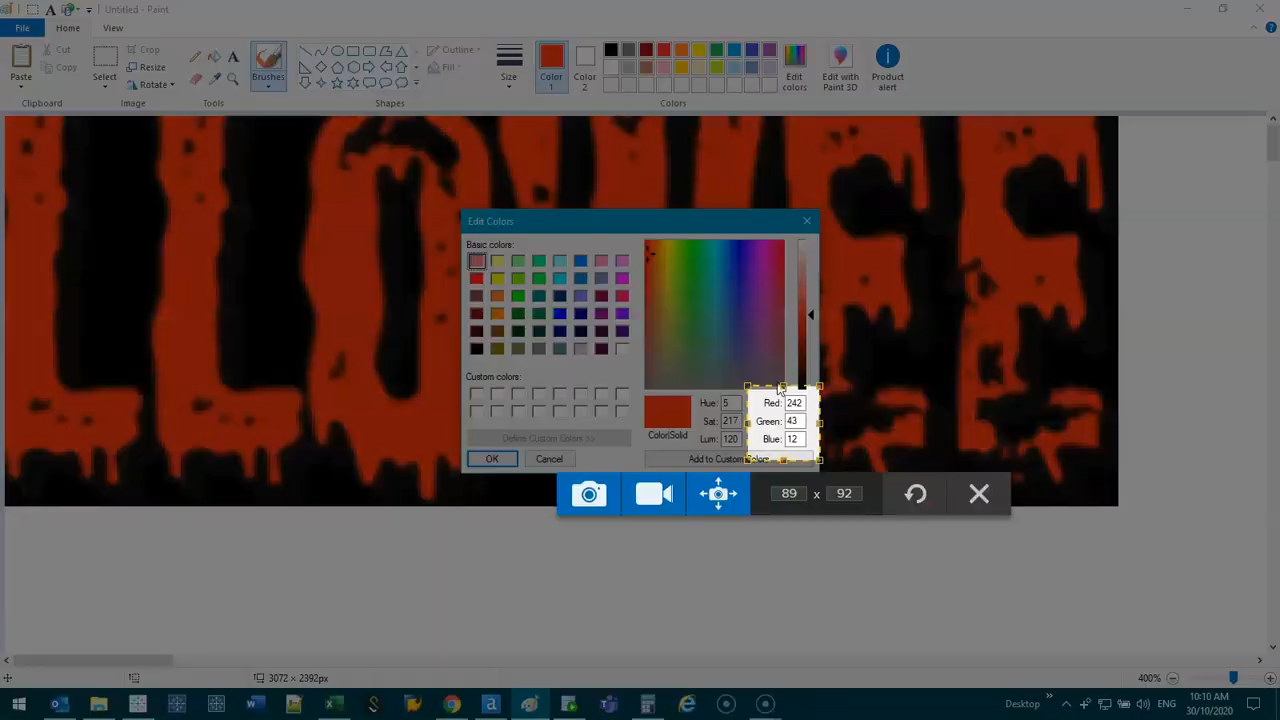 Untitled - Paint
File
Home
View
Paste
Cut
Copy
Clipboard
Select
Crop
Resize
Rotate
Image
Tools
Brushes
Shapes
Outline
Fill
Size
Color
1
Color
2
Edit
colors
Colors
Edit with
Paint 3D
Product
alert
Edit Colors
Basic colors:
Custom colors:
Define Custom Colors >>
OK
Cancel
Color|Solid
Hue: 5
Sat: 217
Lum: 120
Red: 242
Green: 43
Blue: 12
Add to Custom Colors
89 x 92
3072 × 2392px
400%
Desktop
ENG
10:10 AM
30/10/2020